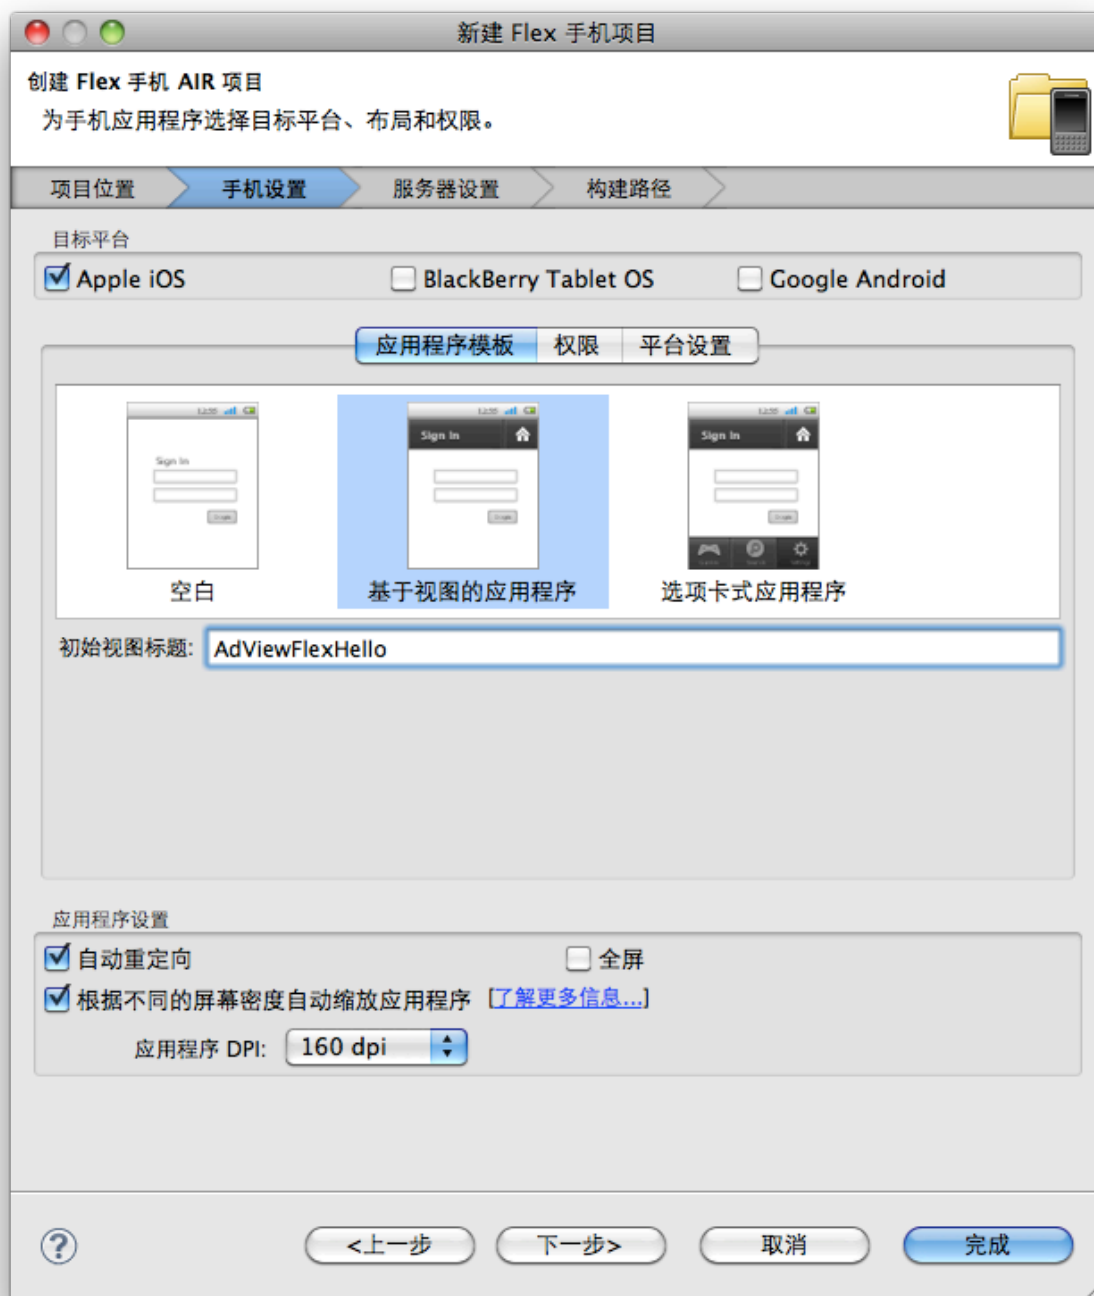 新建 Flex 手机项目
创建 Flex 手机 AIR 项目
为手机应用程序选择目标平台、布局和权限。
项目位置 手机设置 服务器设置 构建路径
目标平台
Apple iOS BlackBerry Tablet OS Google Android
应用程序模板 权限 平台设置
Sign In Sign In Sign In
空白 基于视图的应用程序 选项卡式应用程序
初始视图标题: AdViewFlexHello
应用程序设置
自动重定向 全屏
根据不同的屏幕密度自动缩放应用程序 [了解更多信息...]
应用程序 DPI: 160 dpi
? <上一步 下一步> 取消 完成